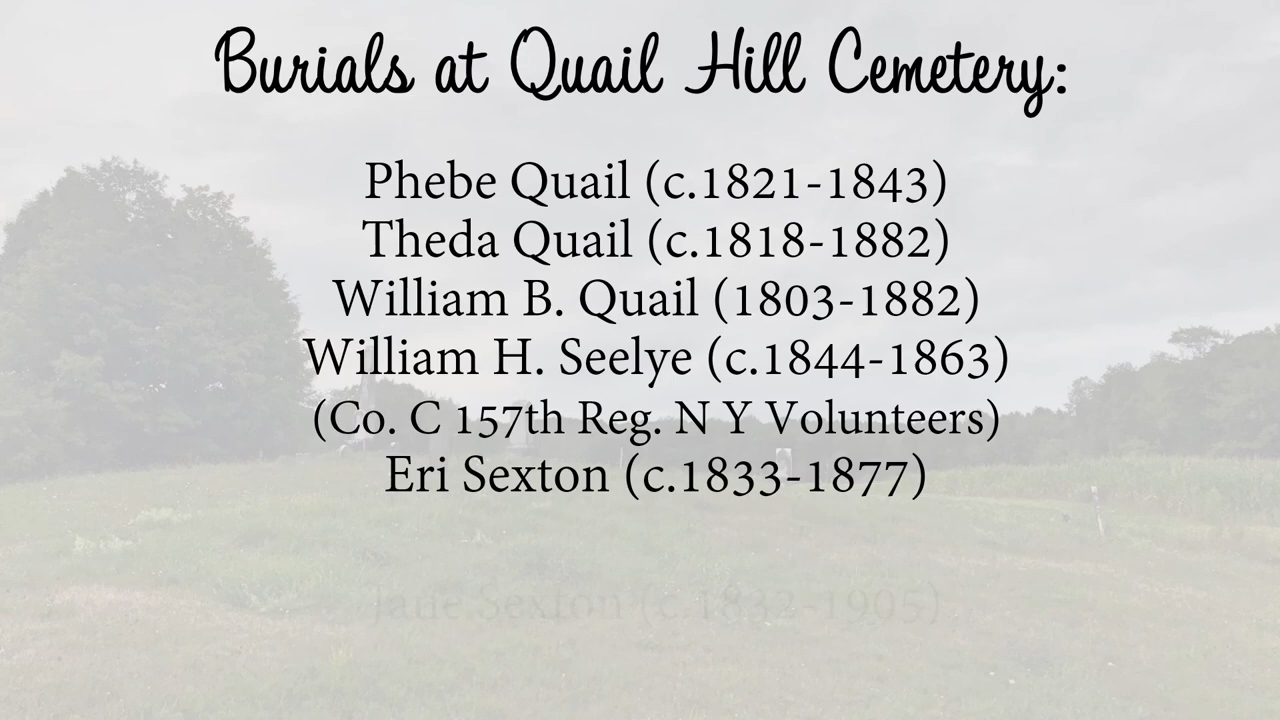 Burials at Quail Hill Cemetery:
Phebe Quail (c.1821-1843)
Theda Quail (c.1818-1882)
William B. Quail (1803-1882)
William H. Seelye (c.1844-1863)
(Co. C 157th Reg. N Y Volunteers)
Eri Sexton (c.1833-1877)
Jane Sexton (c.1832-1905)